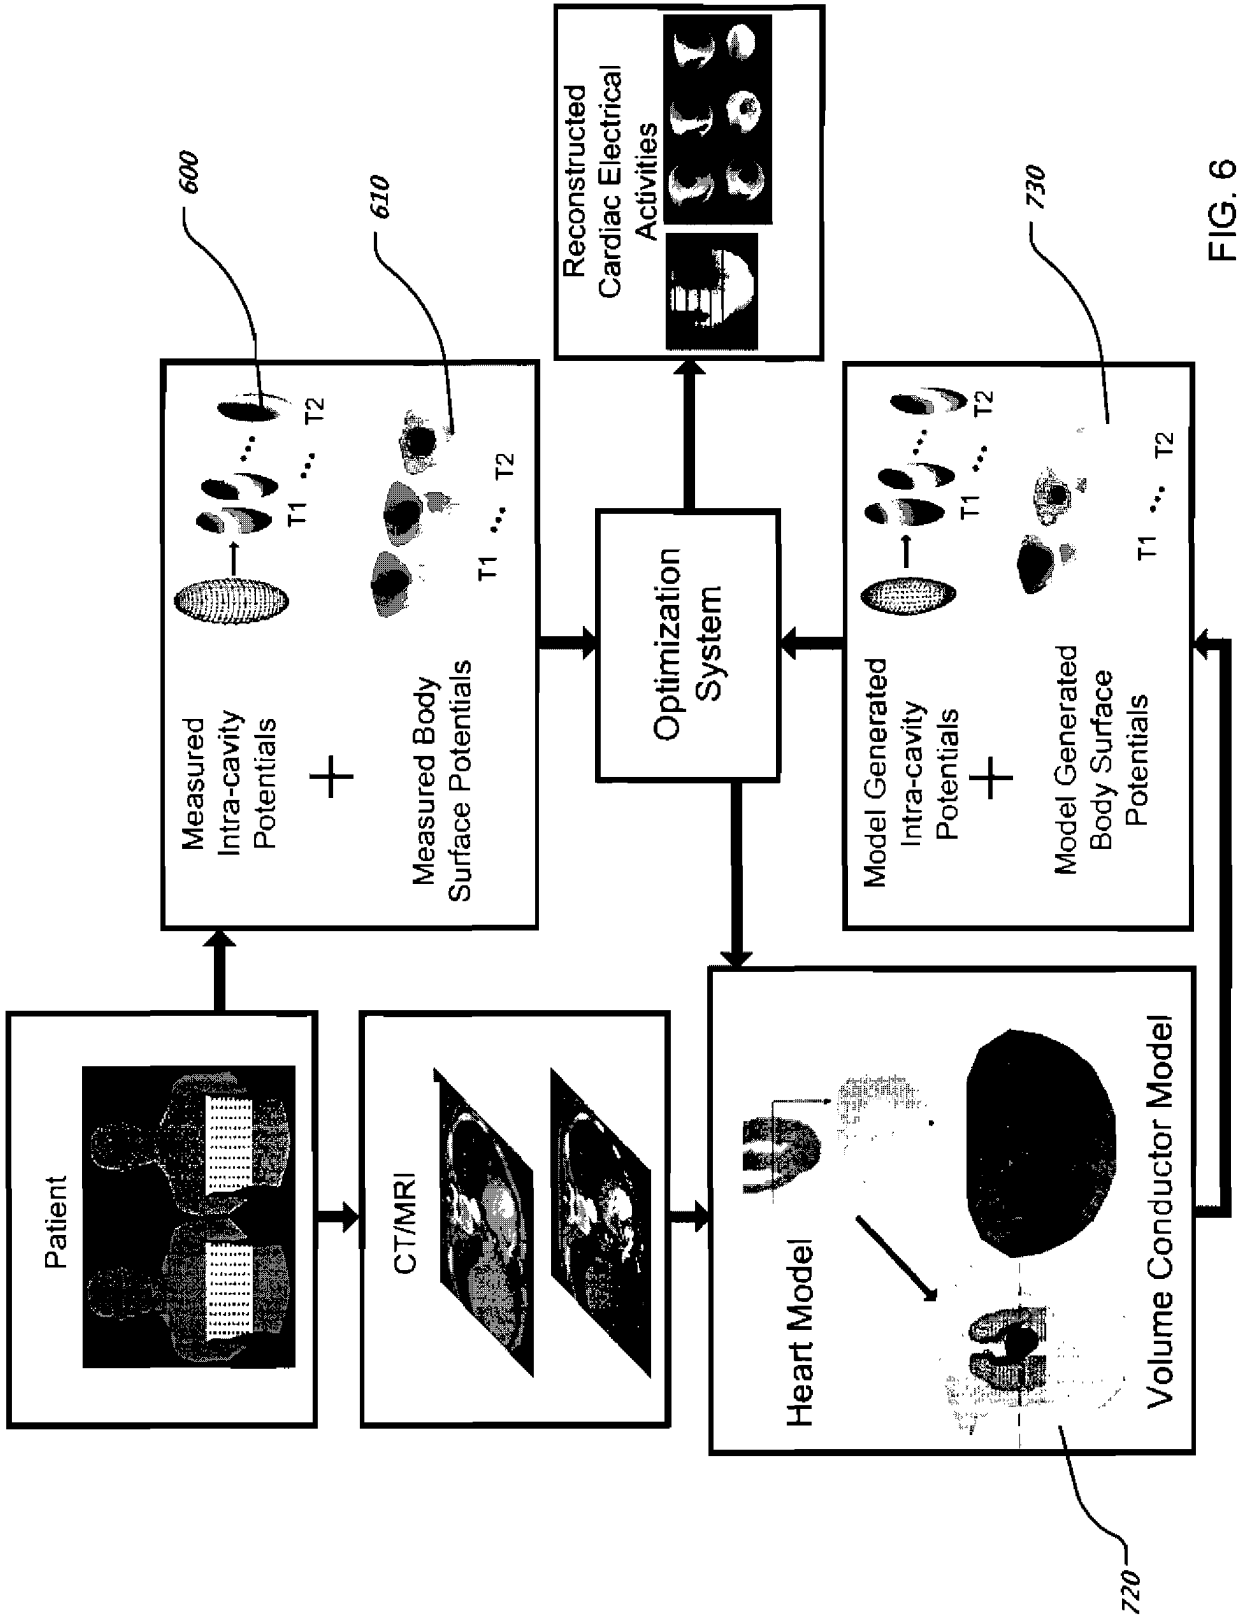 Patient
CT/MRI
Heart Model
Volume Conductor Model
720
Measured
Intra-cavity
Potentials
+
Measured Body
Surface Potentials
T1
T2
T1
T2
600
610
Optimization
System
Model Generated
Intra-cavity
Potentials
+
Model Generated
Body Surface
Potentials
T1
T2
T1
T2
730
Reconstructed
Cardiac Electrical
Activities
FIG. 6